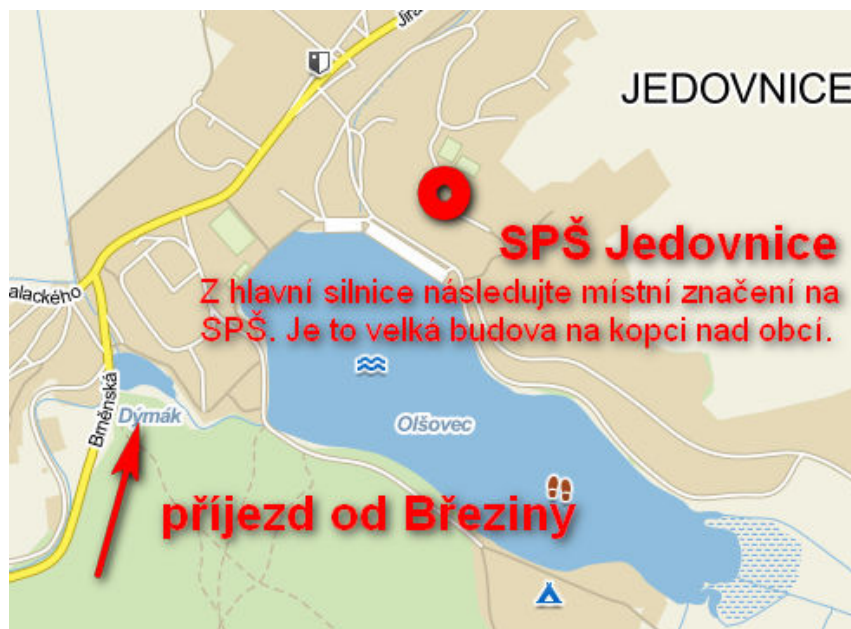 Jira
JEDOVNICE
SPŠ Jedovnice
Z hlavní silnice následujte místní značení na
SPŠ. Je to velká budova na kopci nad obcí.
alackého
Brněnská
Dýmák
Olšovec
příjezd od Březiny